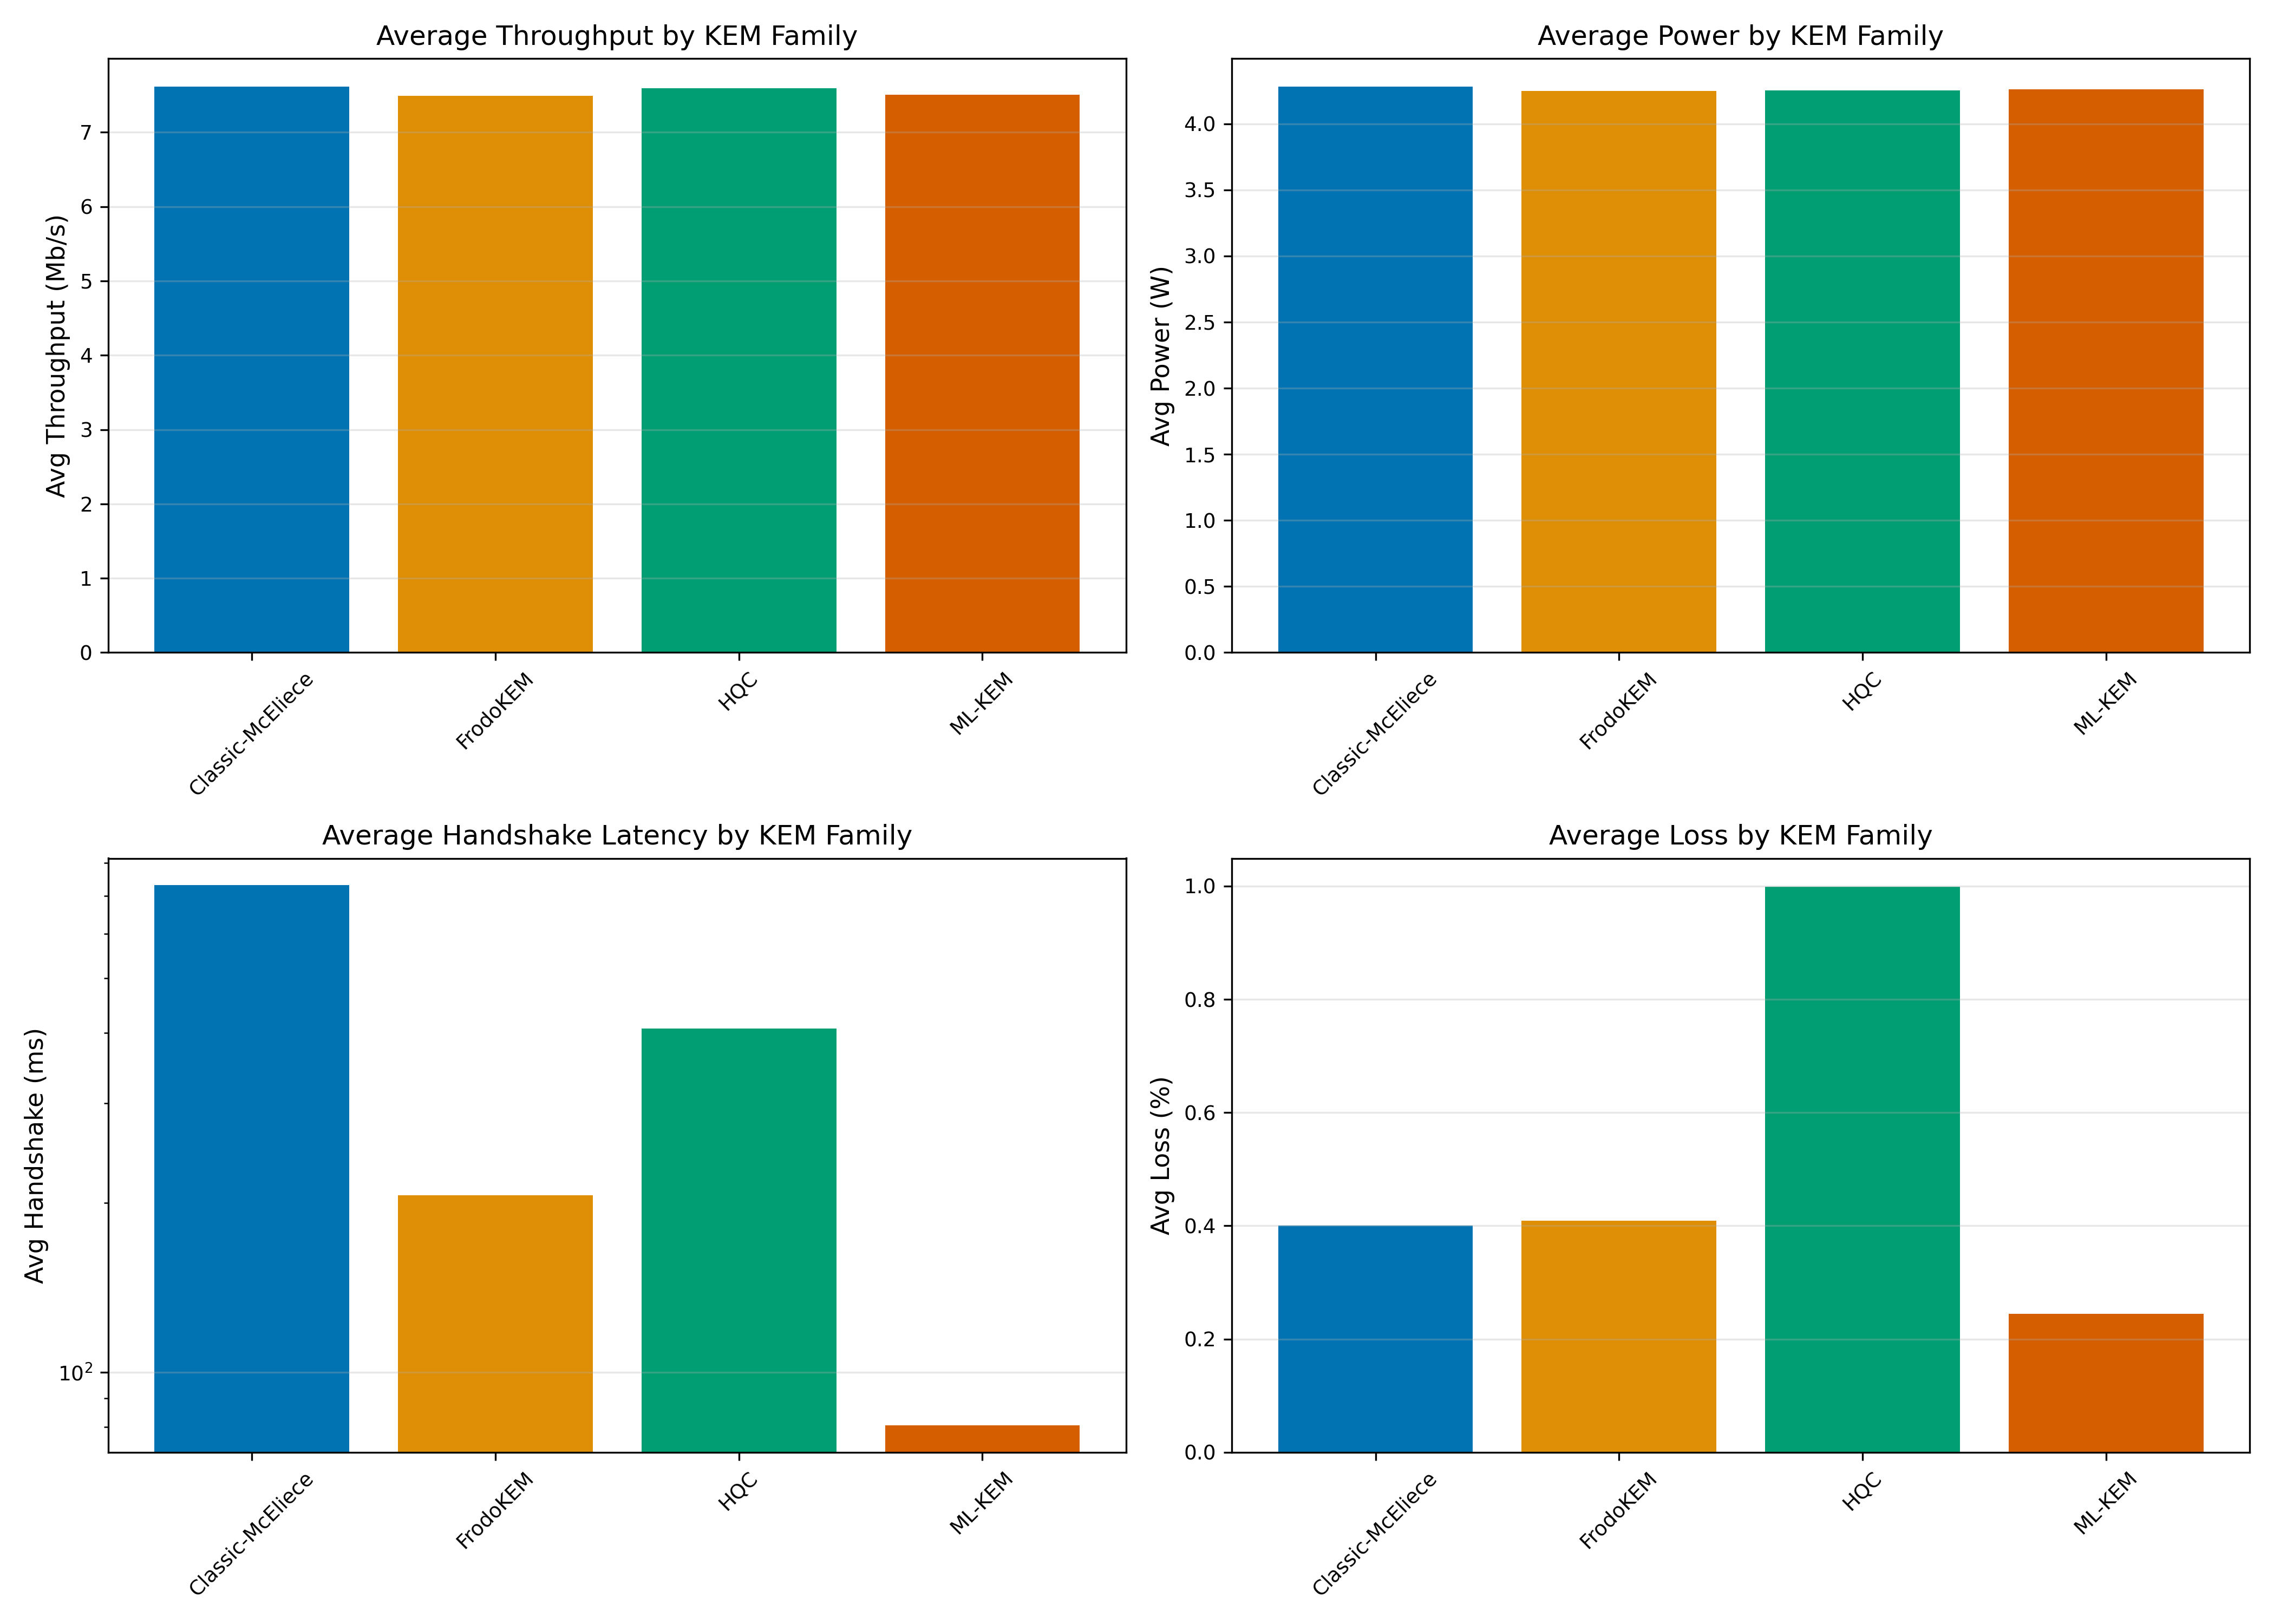 Average Throughput by KEM Family
Avg Throughput (Mb/s)
7
6
5
4
3
2
1
0
Classic-McEliece
FrodoKEM
HQC
ML-KEM
Average Power by KEM Family
Avg Power (W)
4.0
3.5
3.0
2.5
2.0
1.5
1.0
0.5
0.0
Classic-McEliece
FrodoKEM
HQC
ML-KEM
Average Handshake Latency by KEM Family
Avg Handshake (ms)
10²
Classic-McEliece
FrodoKEM
HQC
ML-KEM
Average Loss by KEM Family
Avg Loss (%)
1.0
0.8
0.6
0.4
0.2
0.0
Classic-McEliece
FrodoKEM
HQC
ML-KEM